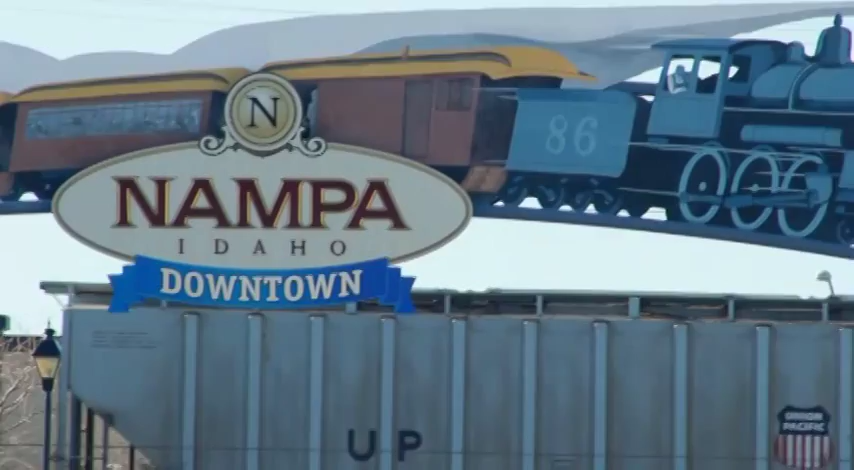 N
86
NAMPA
IDAHO
DOWNTOWN
UP
UNION
PACIFIC